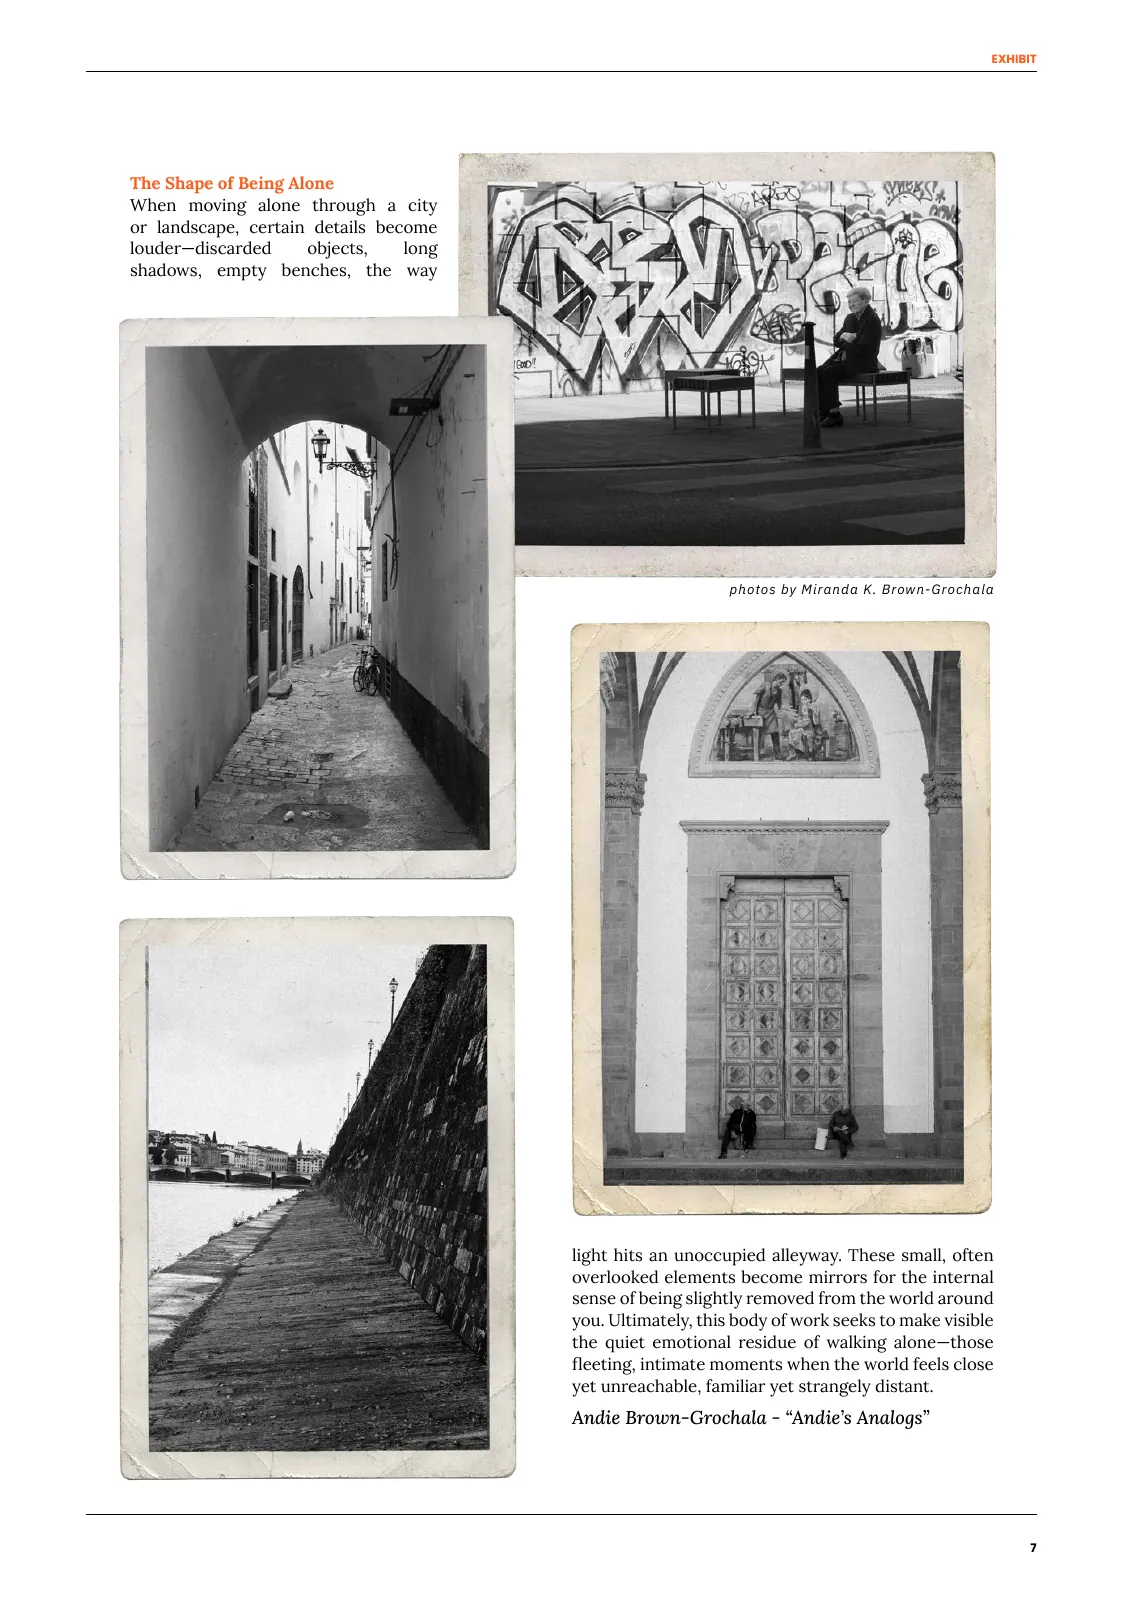 EXHIBIT
The Shape of Being Alone
When moving alone through a city
or landscape, certain details become
louder—discarded objects, long
shadows, empty benches, the way
photos by Miranda K. Brown-Grochala
light hits an unoccupied alleyway. These small, often
overlooked elements become mirrors for the internal
sense of being slightly removed from the world around
you. Ultimately, this body of work seeks to make visible
the quiet emotional residue of walking alone—those
fleeting, intimate moments when the world feels close
yet unreachable, familiar yet strangely distant.
Andie Brown-Grochala - “Andie’s Analogs”
7